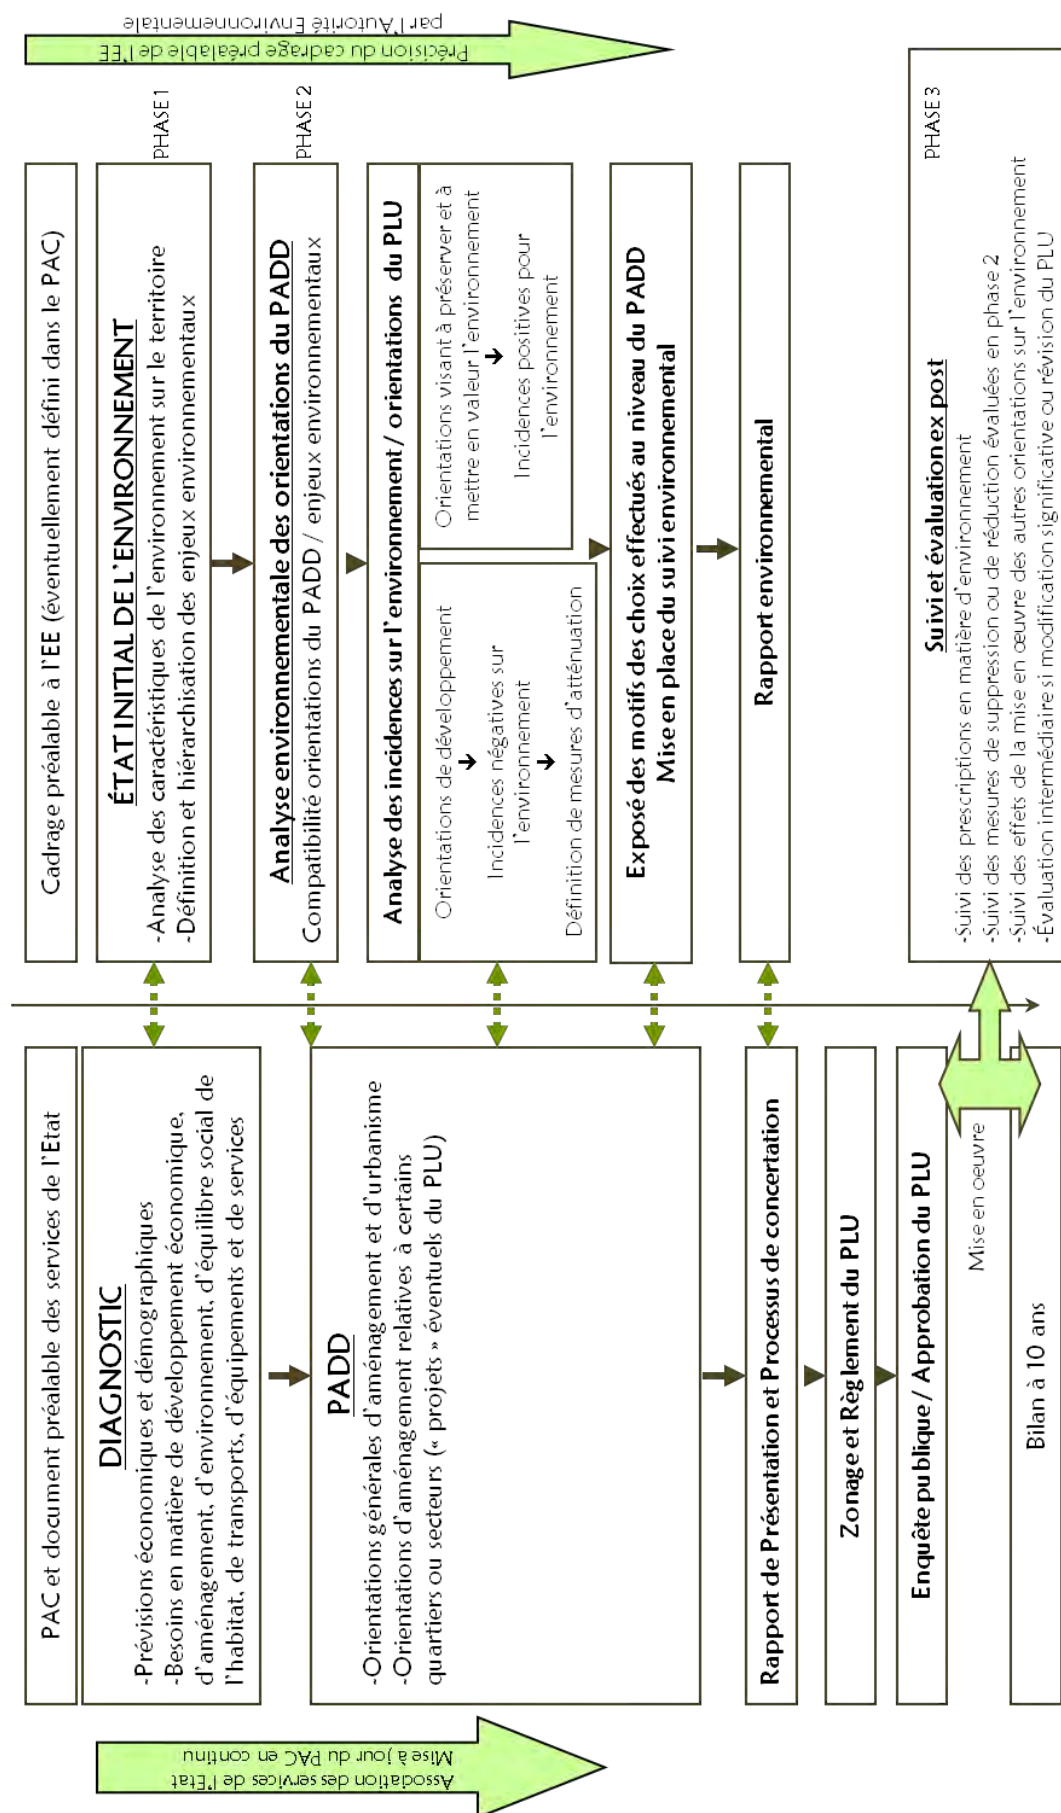 Association des services de l'Etat
Mise à jour du PAC en continu
PAC et document préalable des services de l'Etat
DIAGNOSTIC
-Prévisions économiques et démographiques
-Besoins en matière de développement économique,
d'aménagement, d'environnement, d'équilibre social de
l'habitat, de transports, d'équipements et de services
PADD
-Orientations générales d'aménagement et d'urbanisme
-Orientations d'aménagement relatives à certains
quartiers ou secteurs (« projets » éventuels du PLU)
Rapport de Présentation et Processus de concertation
Zonage et Règlement du PLU
Enquête publique / Approbation du PLU
Mise en oeuvre
Bilan à 10 ans
Cadrage préalable à l'EE (éventuellement défini dans le PAC)
ÉTAT INITIAL DE L'ENVIRONNEMENT
-Analyse des caractéristiques de l'environnement sur le territoire
-Définition et hiérarchisation des enjeux environnementaux
PHASE 1
Analyse environnementale des orientations du PADD
Compatibilité orientations du PADD / enjeux environnementaux
PHASE 2
Analyse des incidences sur l'environnement / orientations du PLU
Orientations de développement
➔
Incidences négatives sur
l'environnement
➔
Définition de mesures d'atténuation
Orientations visant à préserver et à
mettre en valeur l'environnement
➔
Incidences positives pour
l'environnement
Exposé des motifs des choix effectués au niveau du PADD
Mise en place du suivi environnemental
Rapport environnemental
PHASE 3
Suivi et évaluation ex post
-Suivi des prescriptions en matière d'environnement
-Suivi des mesures de suppression ou de réduction évaluées en phase 2
-Suivi des effets de la mise en œuvre des autres orientations sur l'environnement
-Évaluation intermédiaire si modification significative ou révision du PLU
Précision du cadrage préalable de l'EE
par l'Autorité Environnementale